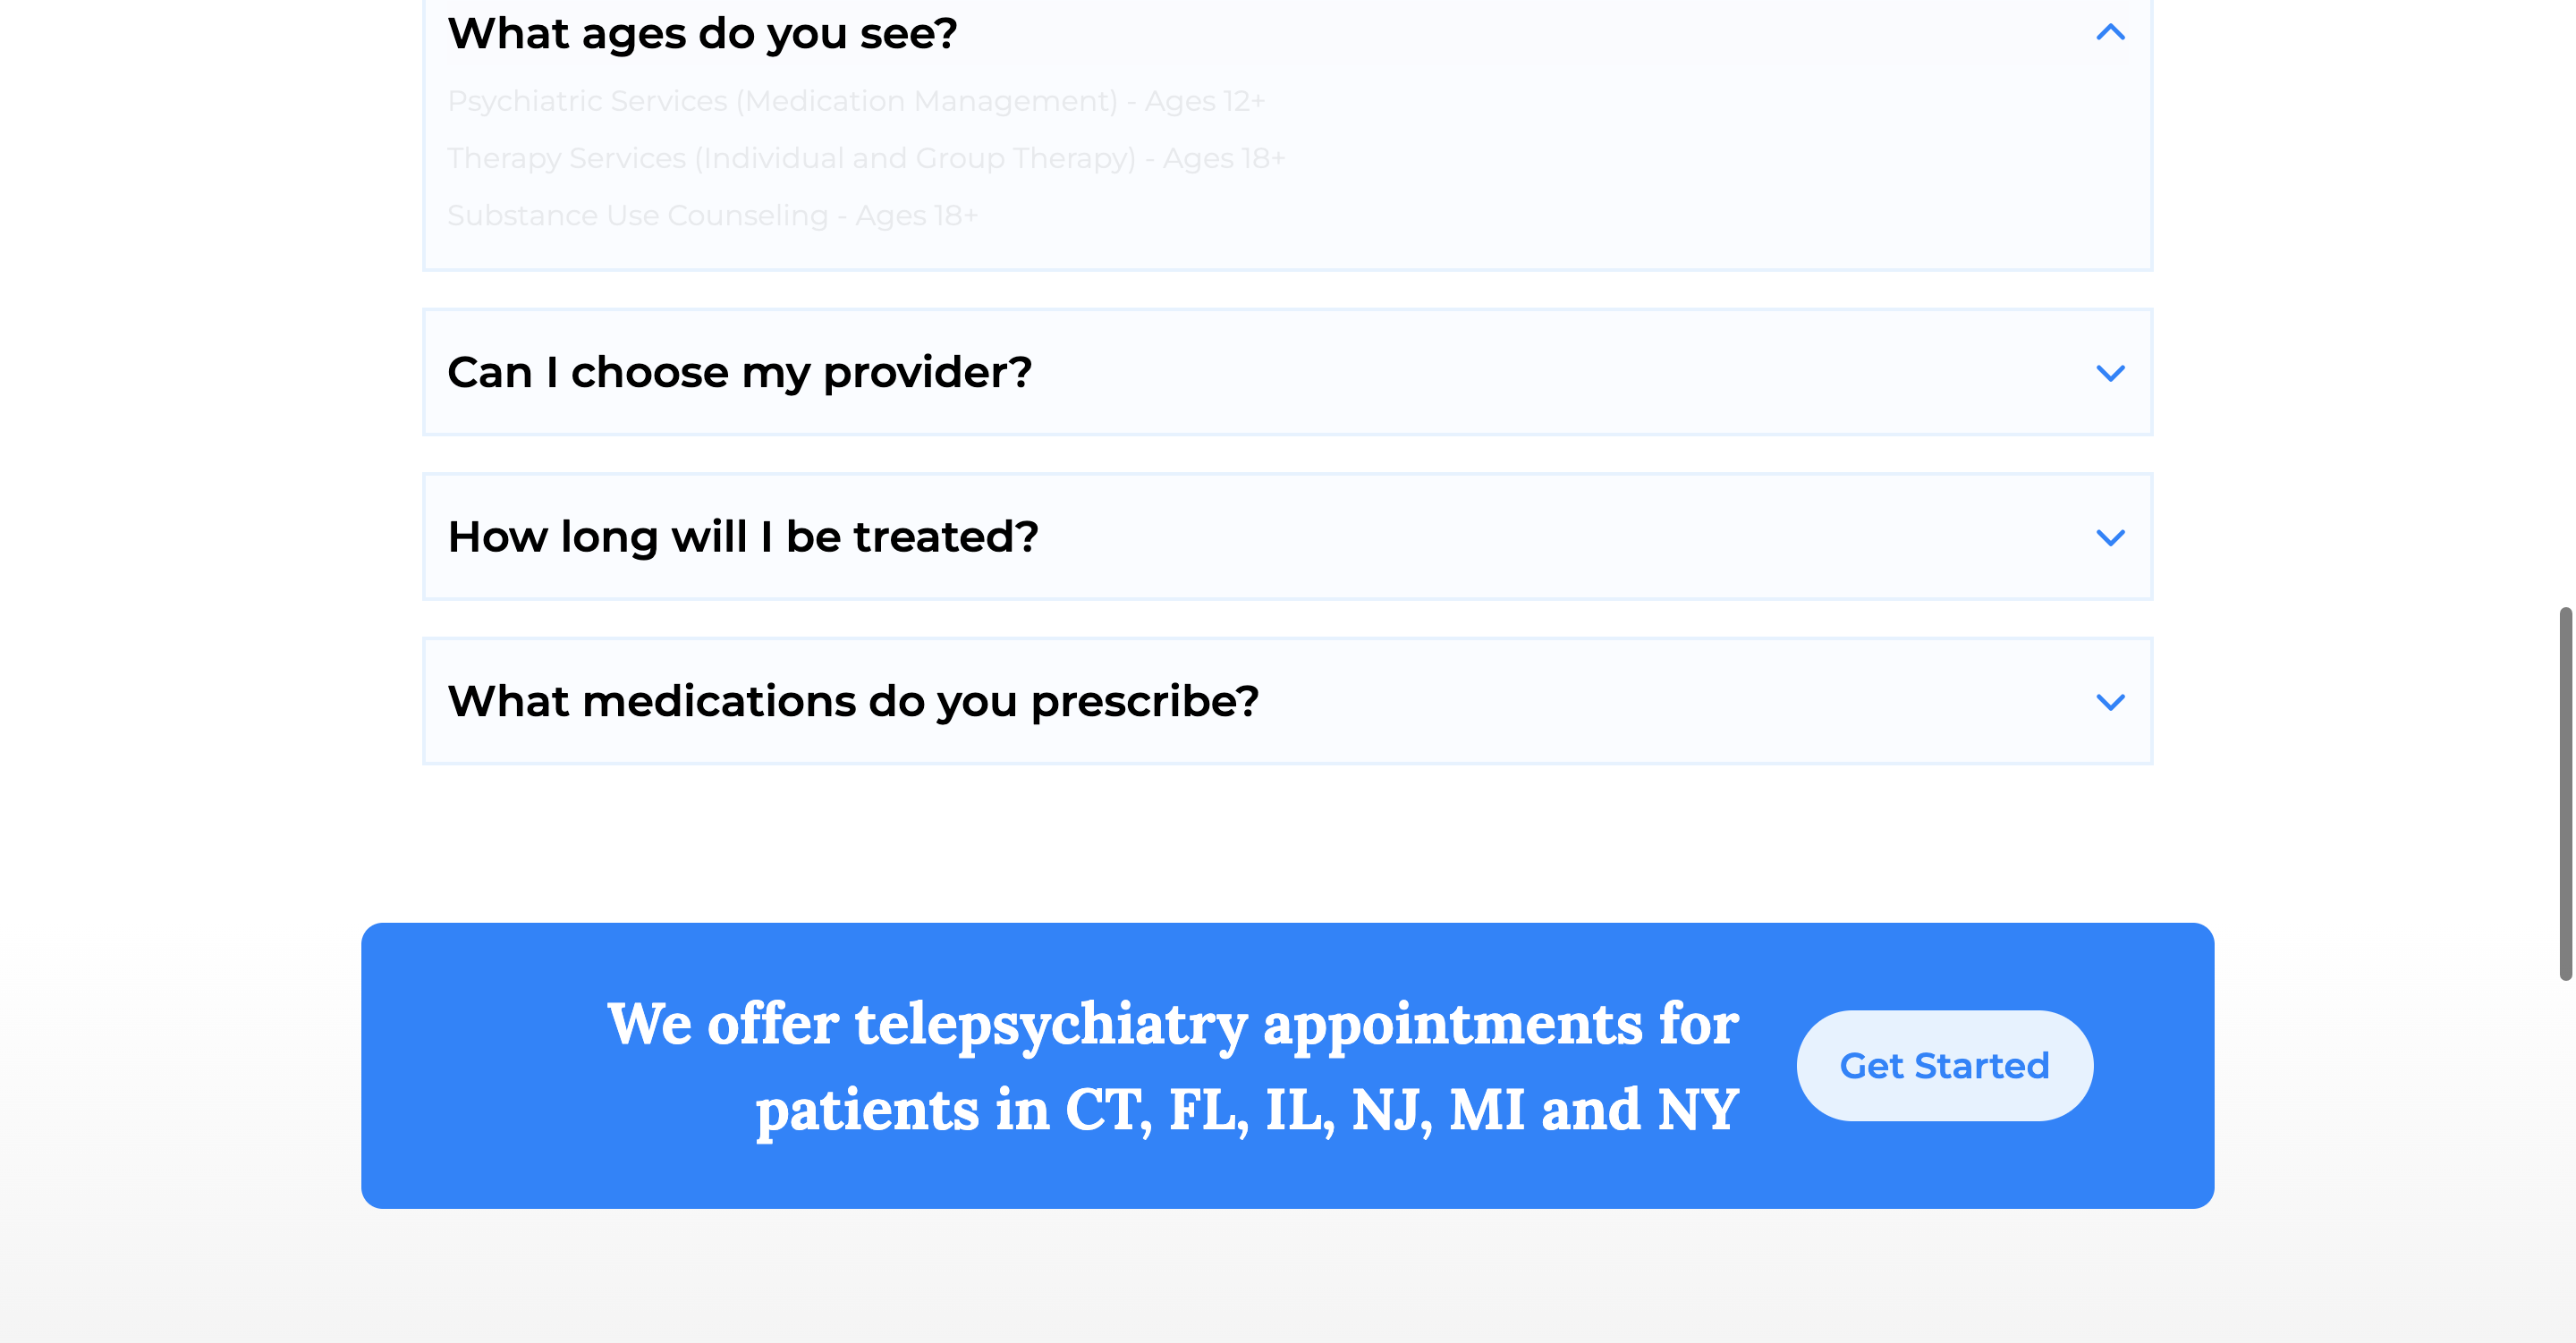 What ages do you see?
Psychiatric Services (Medication Management) - Ages 12+
Therapy Services (Individual and Group Therapy) - Ages 18+
Substance Use Counseling - Ages 18+
Can I choose my provider?
How long will I be treated?
What medications do you prescribe?
We offer telepsychiatry appointments for
patients in CT, FL, IL, NJ, MI and NY
Get Started